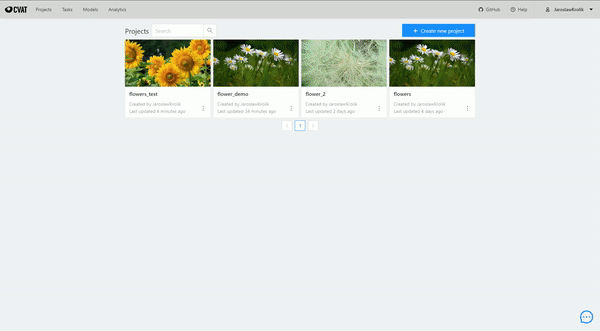 CVAT Projects Tasks Models Analytics GitHub Help JaroslawKrolik
Projects Search + Create new project
flowers_test flower_demo flower_2 flowers
Created by JaroslawKrolik Created by JaroslawKrolik Created by JaroslawKrolik Created by JaroslawKrolik
Last updated 4 minutes ago Last updated 54 minutes ago Last updated 2 days ago Last updated 4 days ago
< 1 >